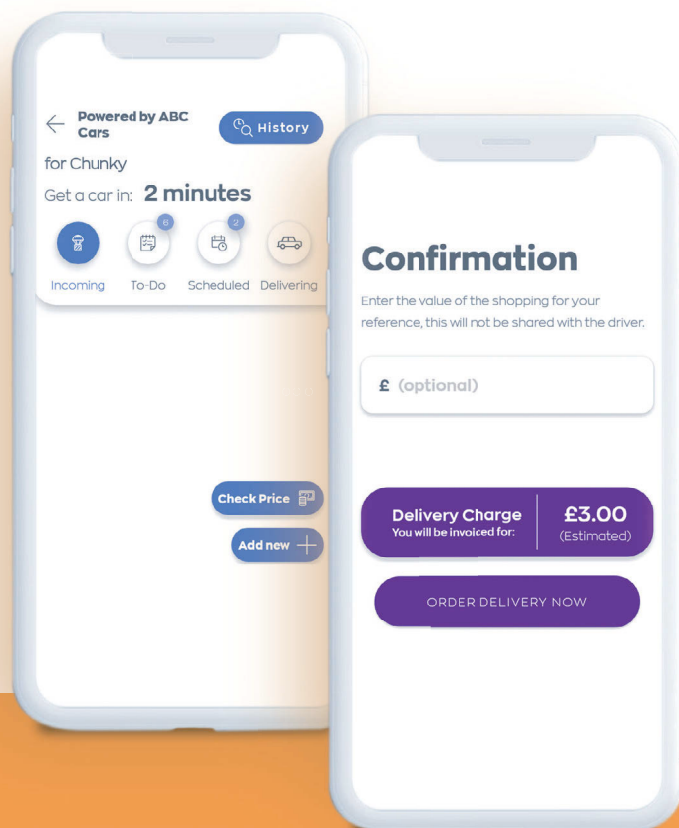 Powered by ABC
Cars
History
for Chunky
Get a car in: 2 minutes
6
2
Incoming
To-Do
Scheduled
Delivering
Check Price
Add new
Confirmation
Enter the value of the shopping for your
reference, this will not be shared with the driver.
£ (optional)
Delivery Charge
You will be invoiced for:
£3.00
(Estimated)
ORDER DELIVERY NOW